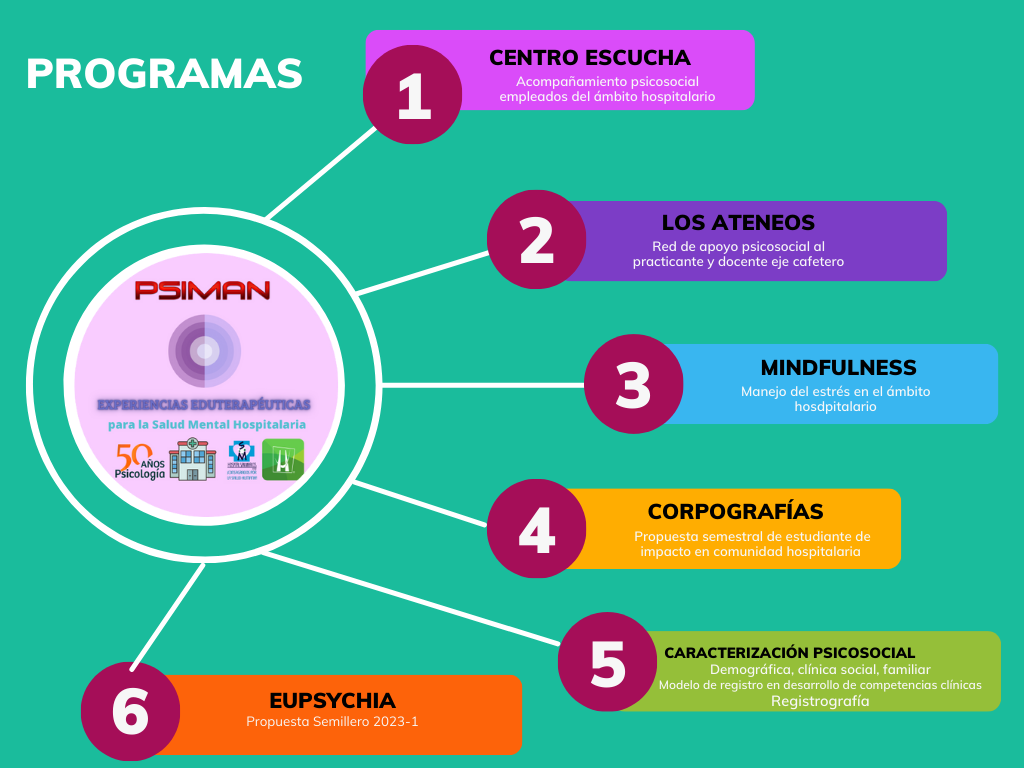 PROGRAMAS
1
CENTRO ESCUCHA
Acompañamiento psicosocial
empleados del ámbito hospitalario
2
LOS ATENEOS
Red de apoyo psicosocial al
practicante y docente eje cafetero
3
MINDFULNESS
Manejo del estrés en el ámbito
hosdpitalario
4
CORPOGRAFÍAS
Propuesta semestral de estudiante de
impacto en comunidad hospitalaria
5
CARACTERIZACIÓN PSICOSOCIAL
Demográfica, clínica social, familiar
Modelo de registro en desarrollo de competencias clínicas
Registrografía
6
EUPSYCHIA
Propuesta Semillero 2023-1
PSIMAN
EXPERIENCIAS EDUTERAPÉUTICAS
para la Salud Mental Hospitalaria
50 AÑOS
Psicología